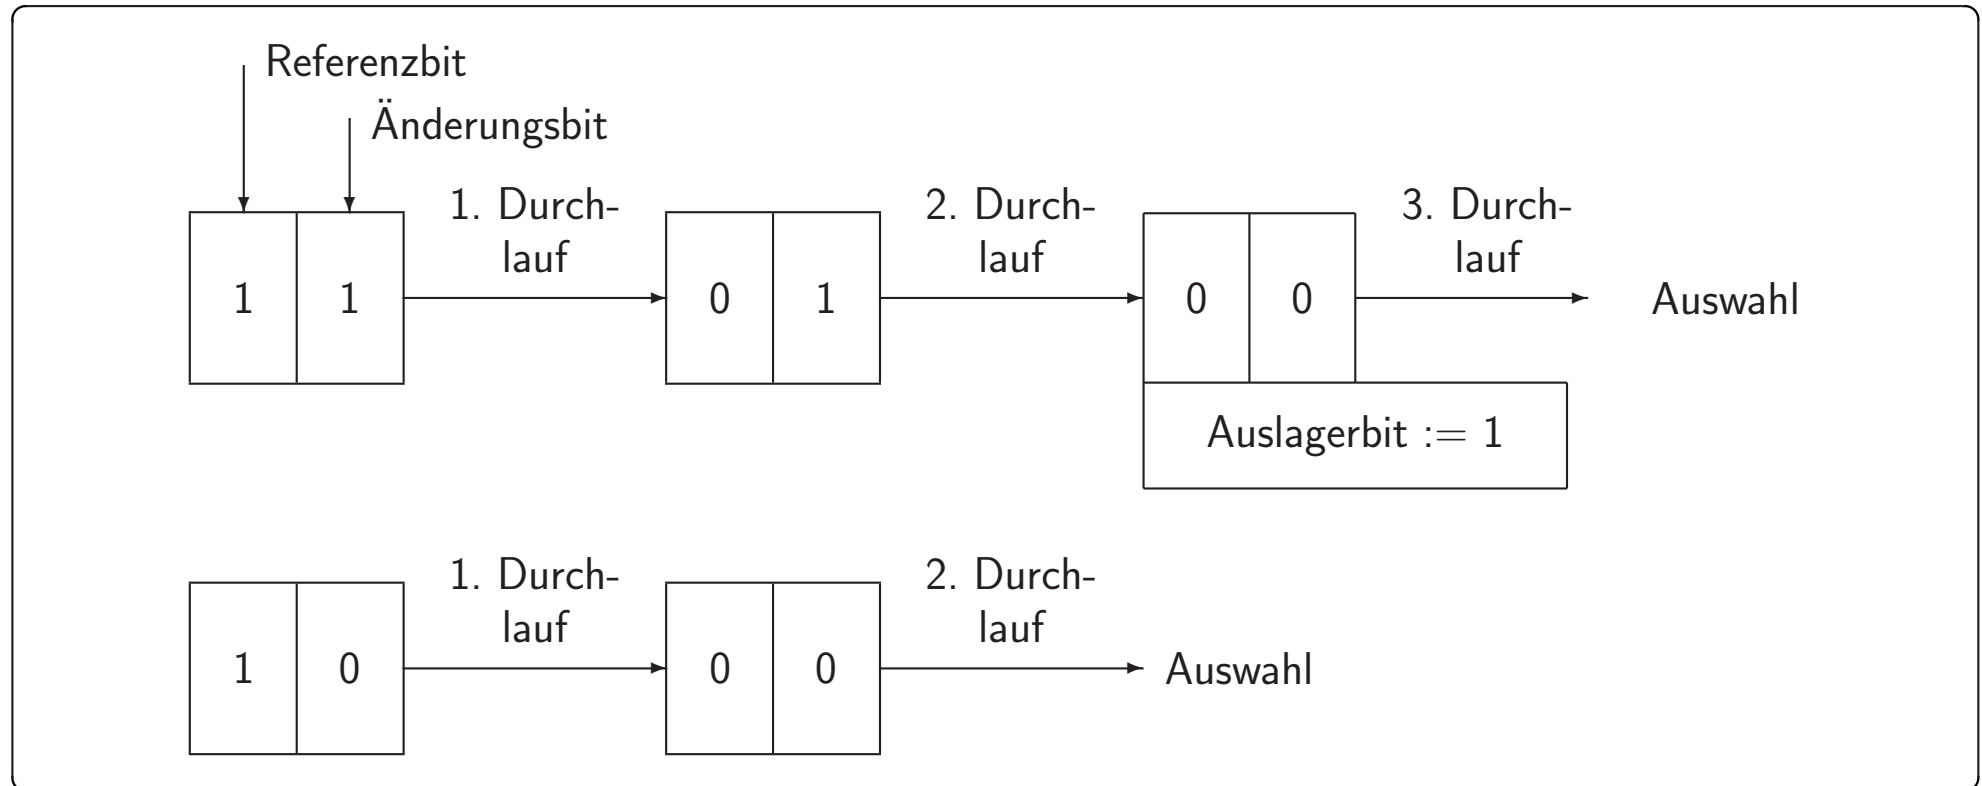 Referenzbit
Änderungsbit
1. Durch-
lauf
2. Durch-
lauf
3. Durch-
lauf
1 1
0 1
0 0
Auswahl
Auslagerbit := 1
1. Durch-
lauf
2. Durch-
lauf
1 0
0 0
Auswahl